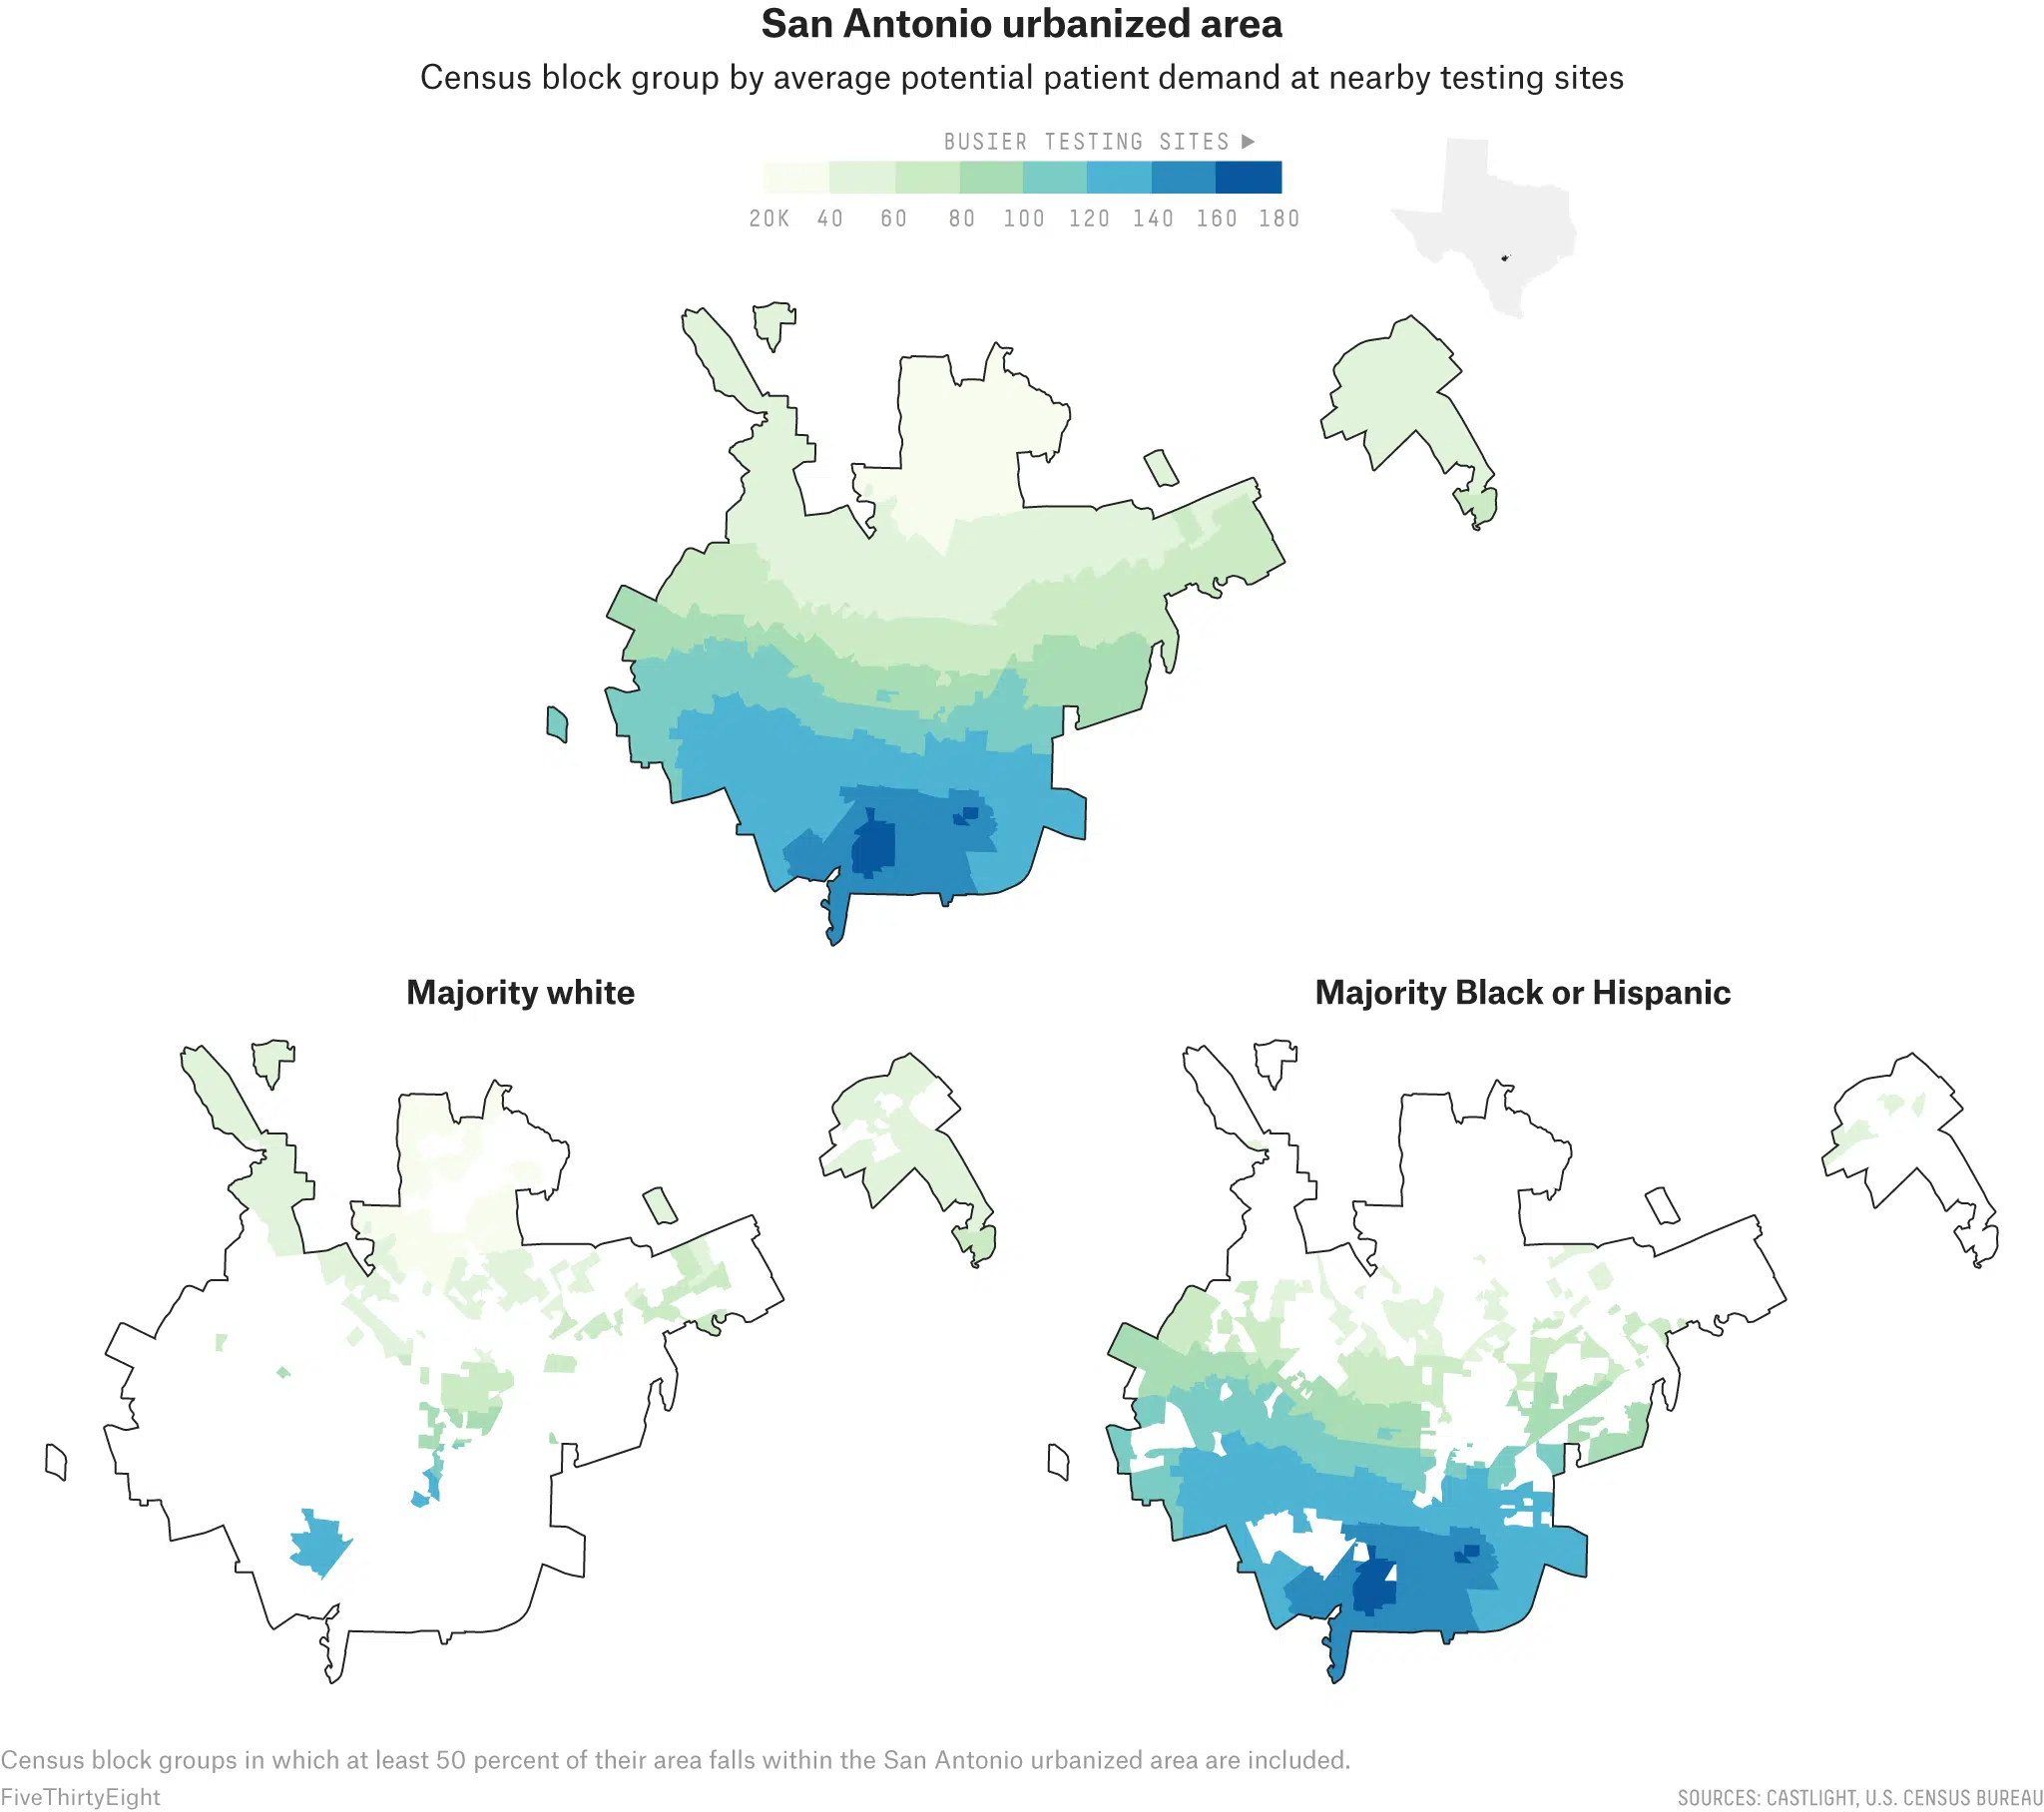 San Antonio urbanized area
Census block group by average potential patient demand at nearby testing sites
BUSIER TESTING SITES ►
20K 40 60 80 100 120 140 160 180
Majority white
Majority Black or Hispanic
Census block groups in which at least 50 percent of their area falls within the San Antonio urbanized area are included.
FiveThirtyEight
SOURCES: CASTLIGHT, U.S. CENSUS BUREAU